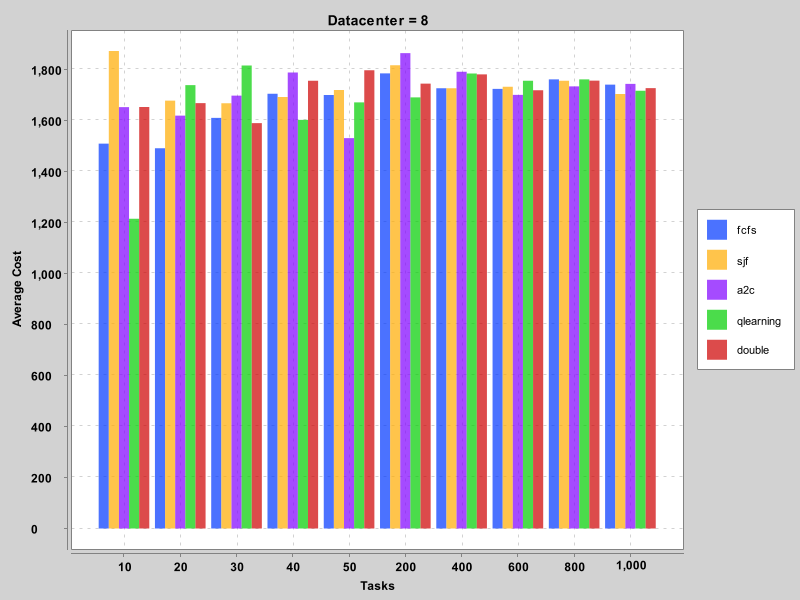 Datacenter = 8
Average Cost
1,800
1,600
1,400
1,200
1,000
800
600
400
200
0
10 20 30 40 50 200 400 600 800 1,000
Tasks
fcfs
sjf
a2c
qlearning
double